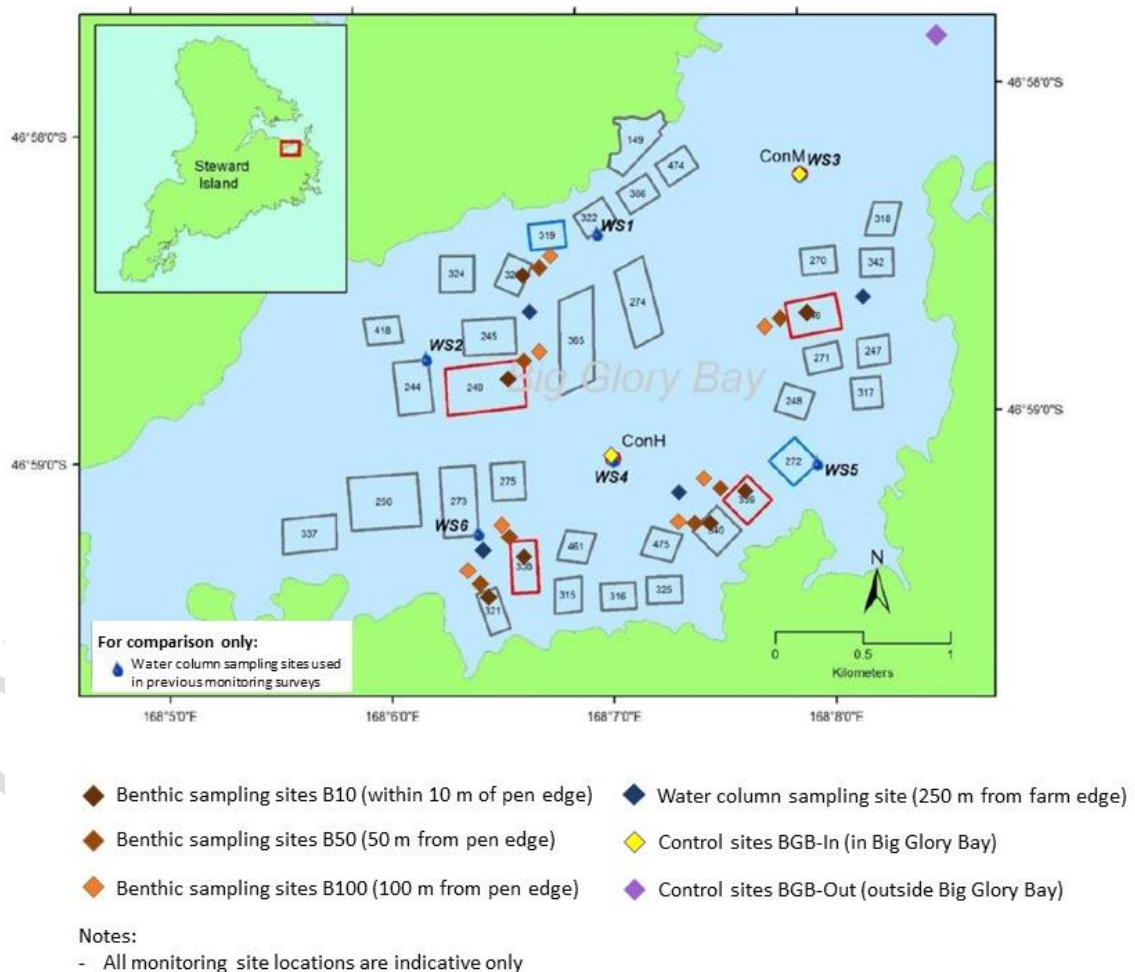 46°58'0"S
46°58'0"S
Steward
Island
149
474
366
322
WS1
319
ConM WS3
318
270
342
324
274
418
245
365
WS2
249
244
Big Glory Bay
271
247
317
248
46°59'0"S
46°59'0"S
ConH
WS4
272
WS5
275
250
273
337
WS6
339
340
461
475
338
315
316
325
321
N
0 0.5 1
Kilometers
For comparison only:
Water column sampling sites used
in previous monitoring surveys
168°5'0"E
168°6'0"E
168°7'0"E
168°8'0"E
Benthic sampling sites B10 (within 10 m of pen edge)
Benthic sampling sites B50 (50 m from pen edge)
Benthic sampling sites B100 (100 m from pen edge)
Water column sampling site (250 m from farm edge)
Control sites BGB-In (in Big Glory Bay)
Control sites BGB-Out (outside Big Glory Bay)
Notes:
- All monitoring site locations are indicative only